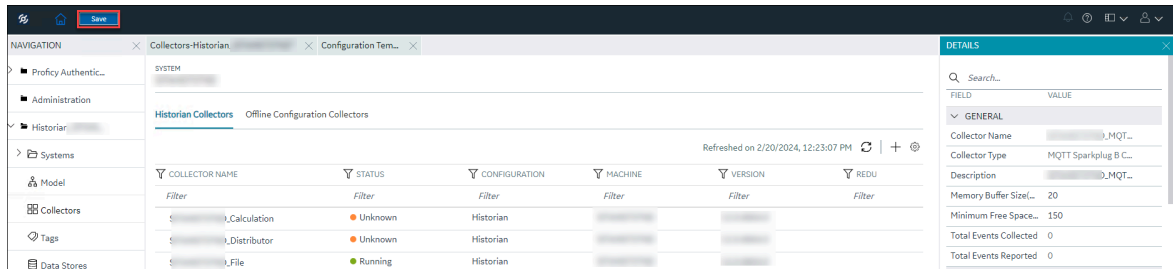 Save
NAVIGATION
Proficy Authentic...
Administration
Historian
Systems
Model
Collectors
Tags
Data Stores
Collectors-Historian
Configuration Tem...
SYSTEM
Historian Collectors Offline Configuration Collectors
Refreshed on 2/20/2024, 12:23:07 PM
COLLECTOR NAME STATUS CONFIGURATION MACHINE VERSION REDU
Filter Filter Filter Filter Filter Filter
_Calculation Unknown Historian
_Distributor Unknown Historian
_File Running Historian
DETAILS
Search...
FIELD VALUE
GENERAL
Collector Name _MQT...
Collector Type MQTT Sparkplug B C...
Description _MQT...
Memory Buffer Size(... 20
Minimum Free Space... 150
Total Events Collected 0
Total Events Reported 0